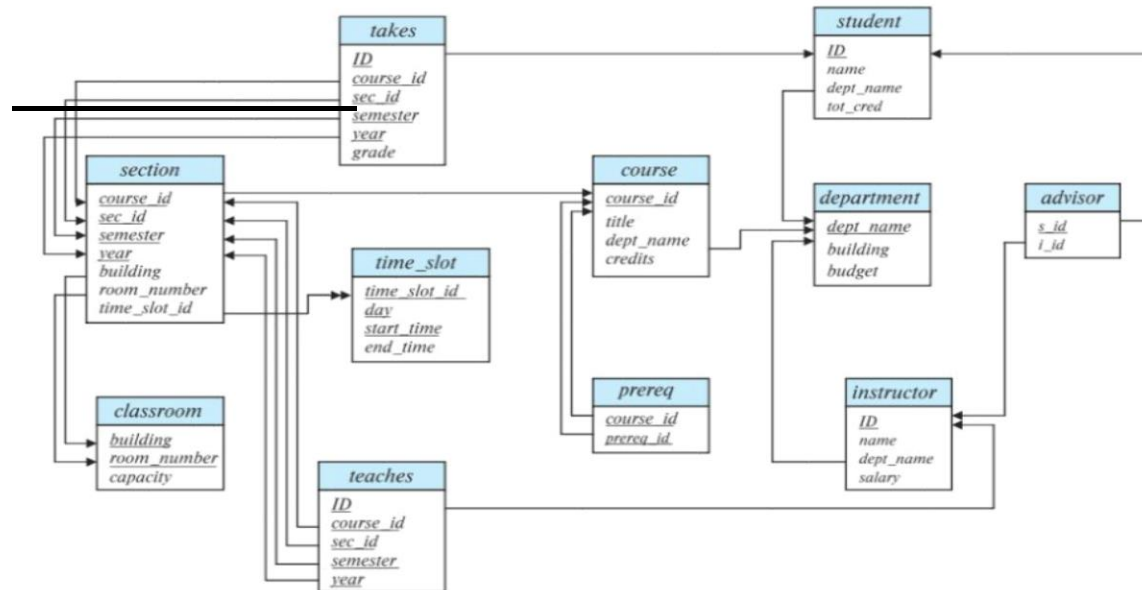 takes
ID
course_id
sec_id
semester
year
grade
student
ID
name
dept_name
tot_cred
section
course_id
sec_id
semester
year
building
room_number
time_slot_id
course
course_id
title
dept_name
credits
department
dept_name
building
budget
advisor
s_id
i_id
time_slot
time_slot_id
day
start_time
end_time
classroom
building
room_number
capacity
prereq
course_id
prereq_id
instructor
ID
name
dept_name
salary
teaches
ID
course_id
sec_id
semester
year